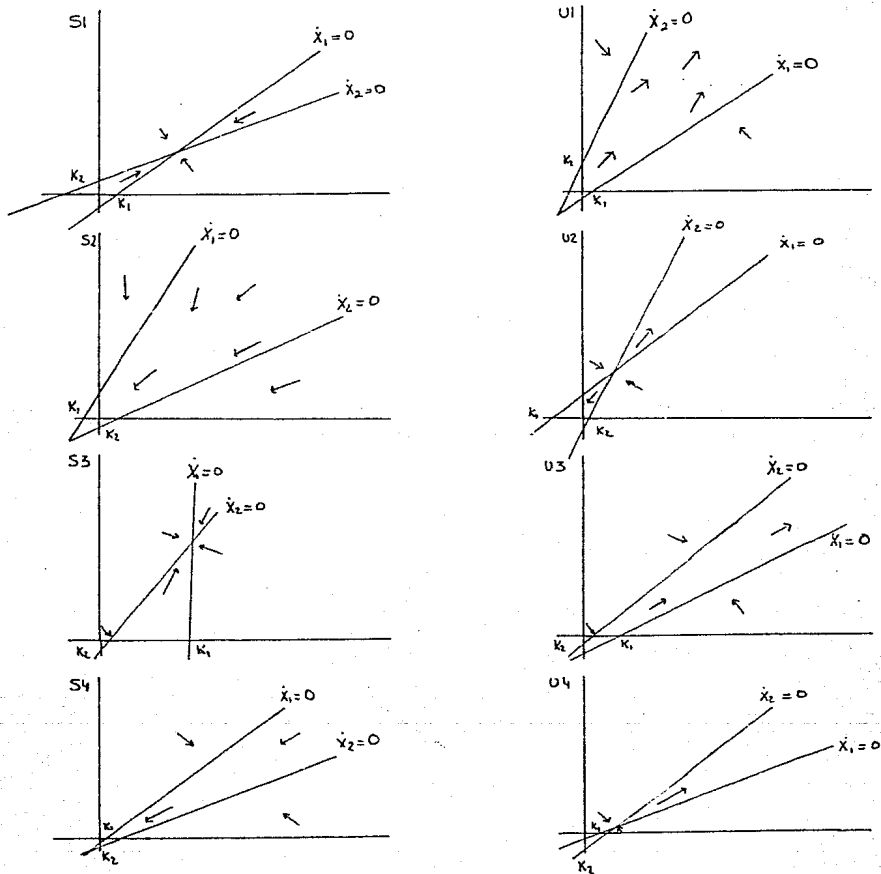 S1
ẋ₁=0
ẋ₂=0
K₂
K₁
U1
ẋ₂=0
ẋ₁=0
K₂
K₁
S2
ẋ₁=0
ẋ₂=0
K₁
K₂
U2
ẋ₂=0
ẋ₁=0
K₁
K₂
S3
ẋ₁=0
ẋ₂=0
K₂
K₁
U3
ẋ₂=0
ẋ₁=0
K₂
K₁
S4
ẋ₁=0
ẋ₂=0
K₁
K₂
U4
ẋ₂=0
ẋ₁=0
K₁
K₂